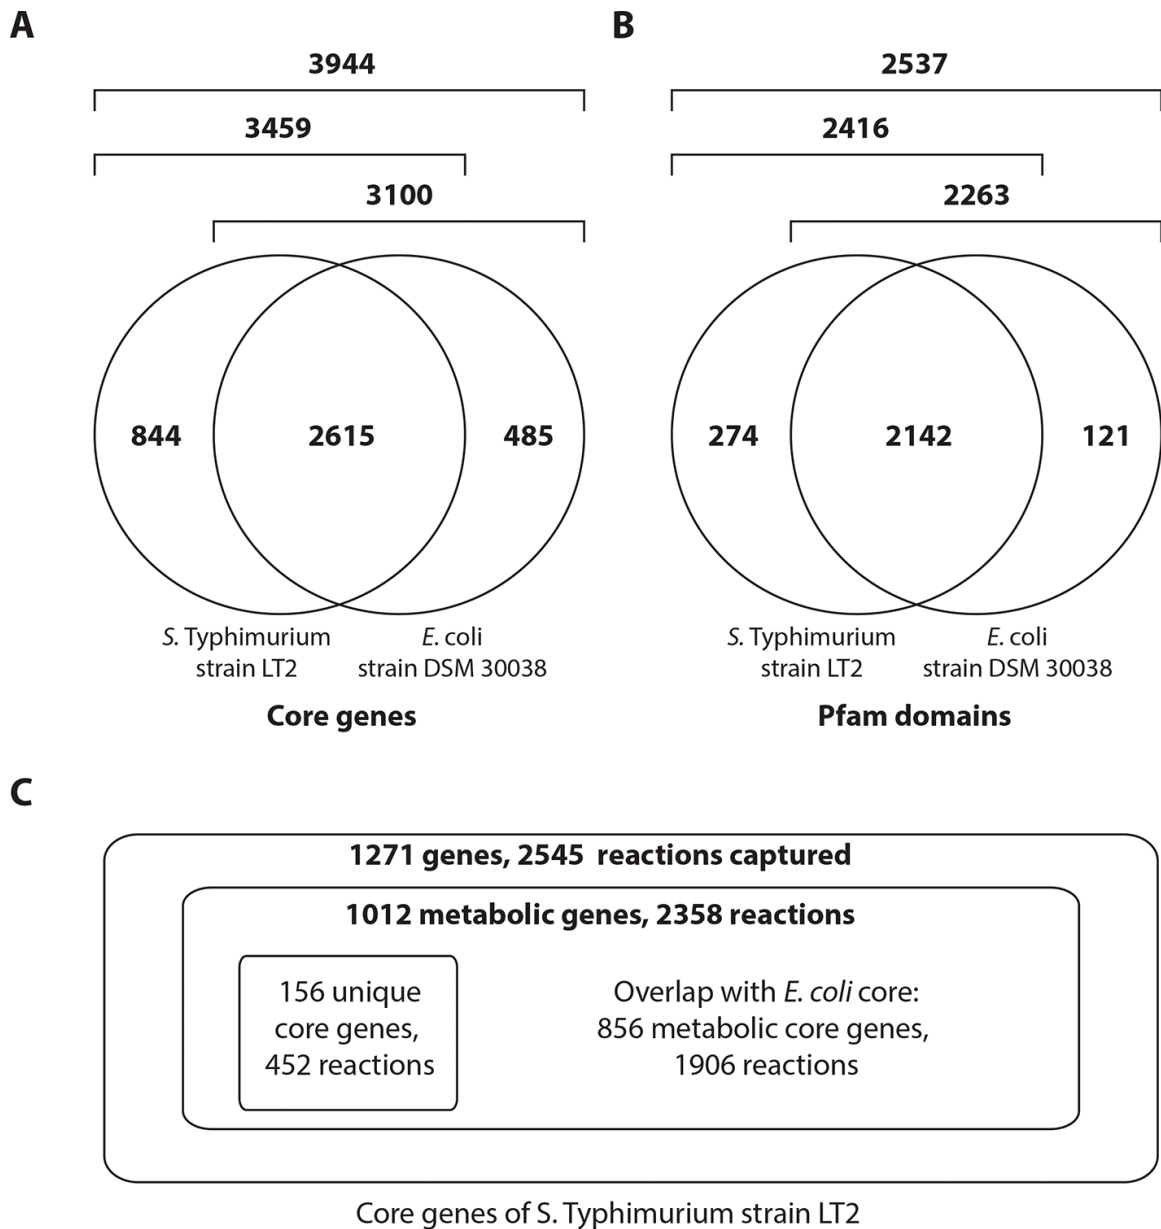 A
B
3944
2537
3459
2416
3100
2263
844
2615
485
274
2142
121
S. Typhimurium
strain LT2
E. coli
strain DSM 30038
S. Typhimurium
strain LT2
E. coli
strain DSM 30038
Core genes
Pfam domains
C
1271 genes, 2545 reactions captured
1012 metabolic genes, 2358 reactions
156 unique
core genes,
452 reactions
Overlap with E. coli core:
856 metabolic core genes,
1906 reactions
Core genes of S. Typhimurium strain LT2